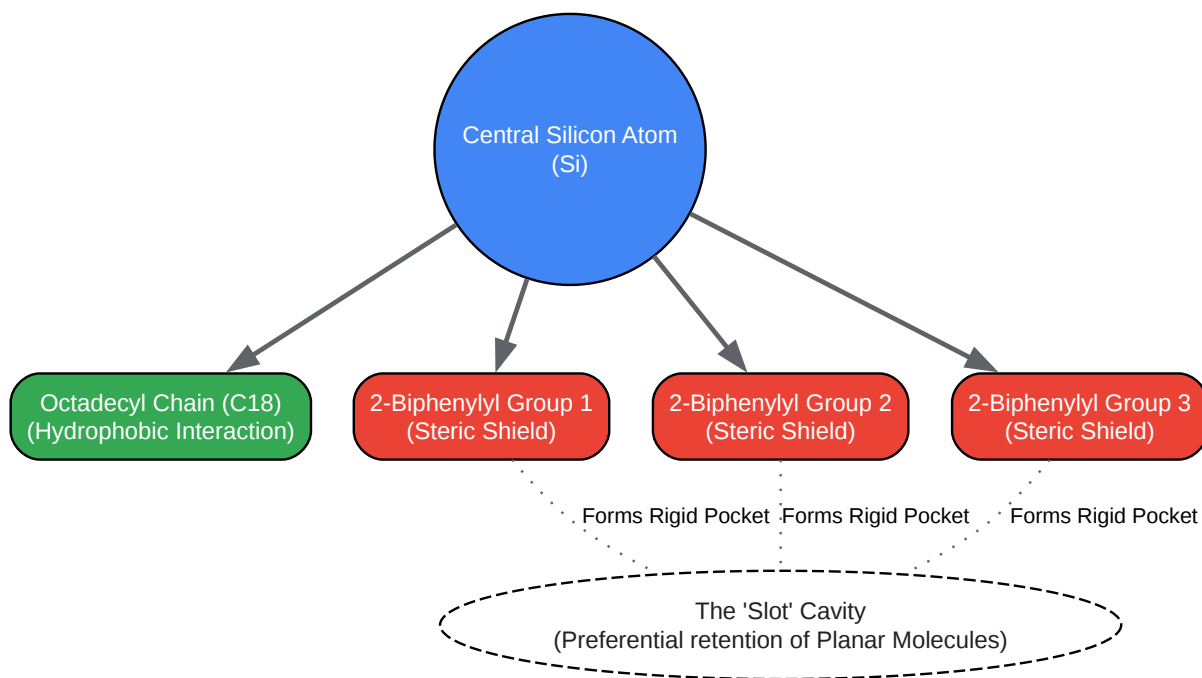 Central Silicon Atom
(Si)
Octadecyl Chain (C18)
(Hydrophobic Interaction)
2-Biphenylyl Group 1
(Steric Shield)
2-Biphenylyl Group 2
(Steric Shield)
2-Biphenylyl Group 3
(Steric Shield)
Forms Rigid Pocket
Forms Rigid Pocket
Forms Rigid Pocket
The 'Slot' Cavity
(Preferential retention of Planar Molecules)